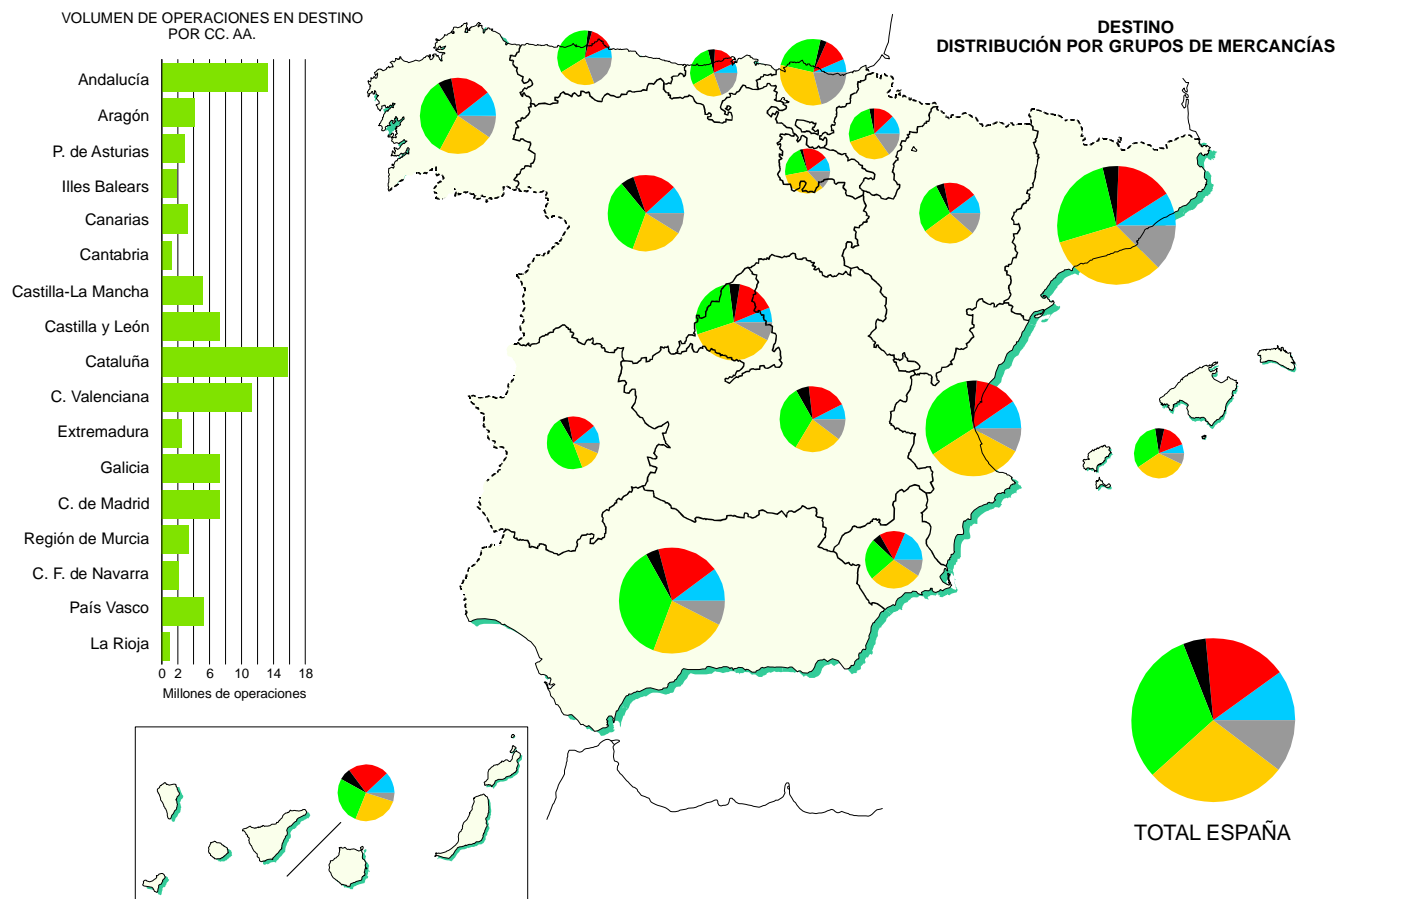 VOLUMEN DE OPERACIONES EN DESTINO
POR CC. AA.
DESTINO
DISTRIBUCIÓN POR GRUPOS DE MERCANCÍAS
Andalucía
Aragón
P. de Asturias
Illes Balears
Canarias
Cantabria
Castilla-La Mancha
Castilla y León
Cataluña
C. Valenciana
Extremadura
Galicia
C. de Madrid
Región de Murcia
C. F. de Navarra
País Vasco
La Rioja
0 2 6 10 14 18
Millones de operaciones
TOTAL ESPAÑA